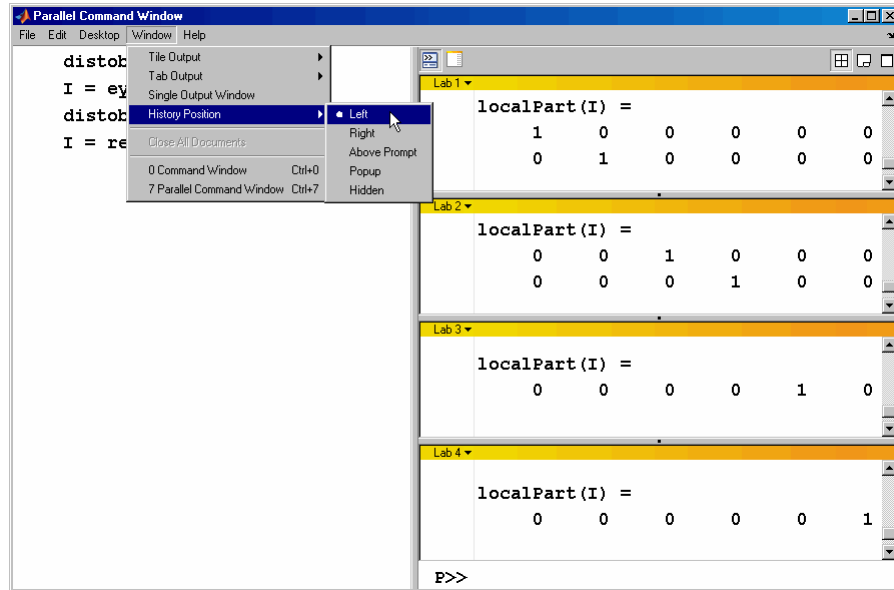 Parallel Command Window
File Edit Desktop Window Help
distob
I = ey
distob
I = re
Tile Output
Tab Output
Single Output Window
History Position
Close All Documents
0 Command Window Ctrl+0
7 Parallel Command Window Ctrl+7
Left
Right
Above Prompt
Popup
Hidden
Lab 1
localPart(I) =
1 0 0 0 0 0
0 1 0 0 0 0
Lab 2
localPart(I) =
0 0 1 0 0 0
0 0 0 1 0 0
Lab 3
localPart(I) =
0 0 0 0 1 0
Lab 4
localPart(I) =
0 0 0 0 0 1
P>>